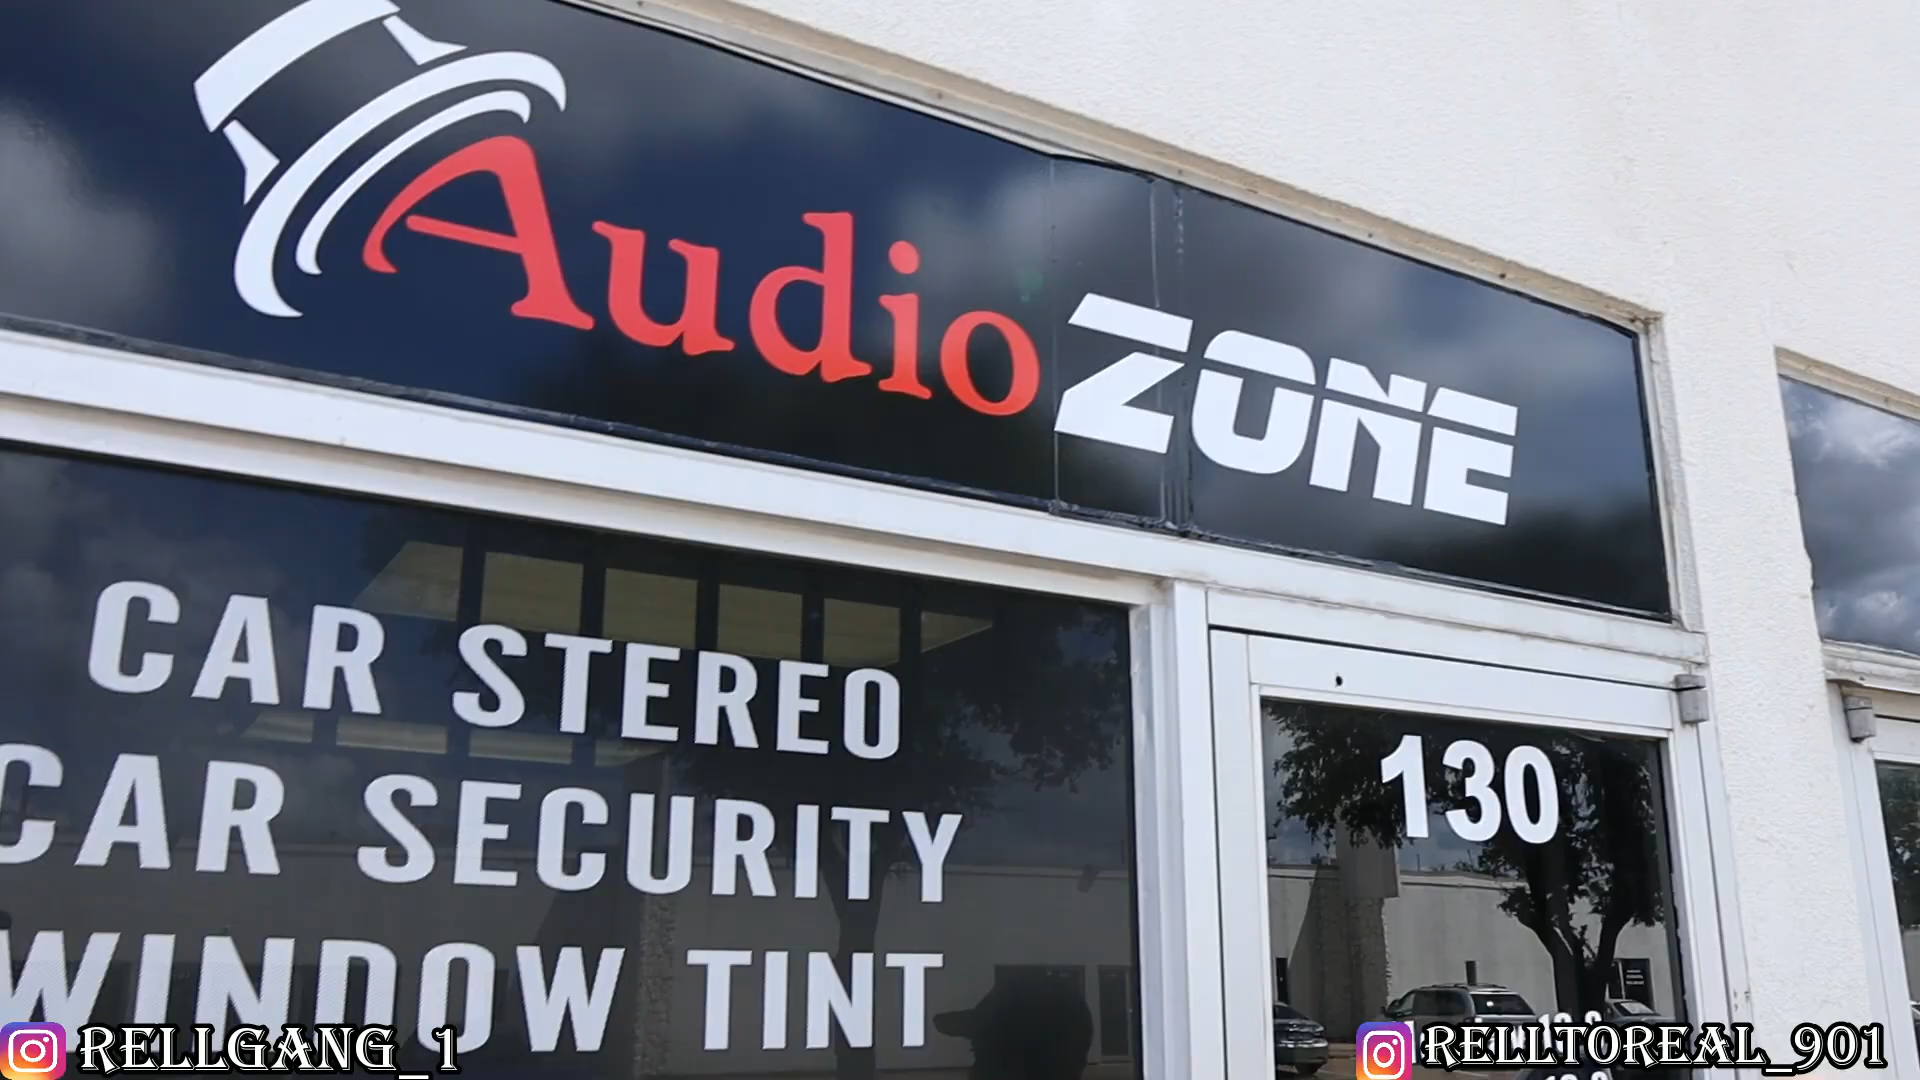 Audio ZONE
CAR STEREO
CAR SECURITY
WINDOW TINT
130
RELLGANG_1
RELLTOREAL_901